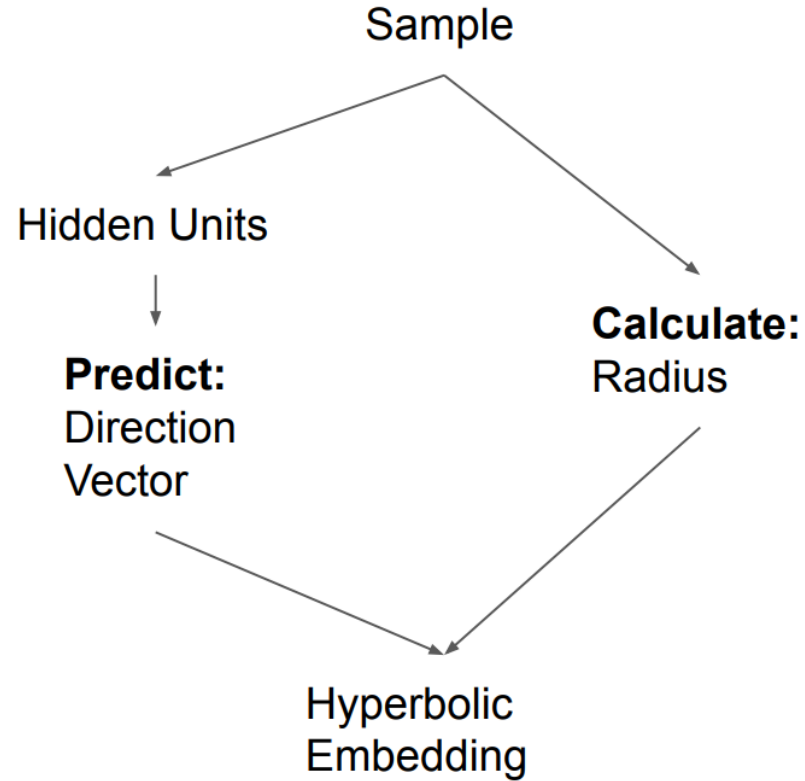 Sample
Hidden Units
Predict:
Direction
Vector
Calculate:
Radius
Hyperbolic
Embedding